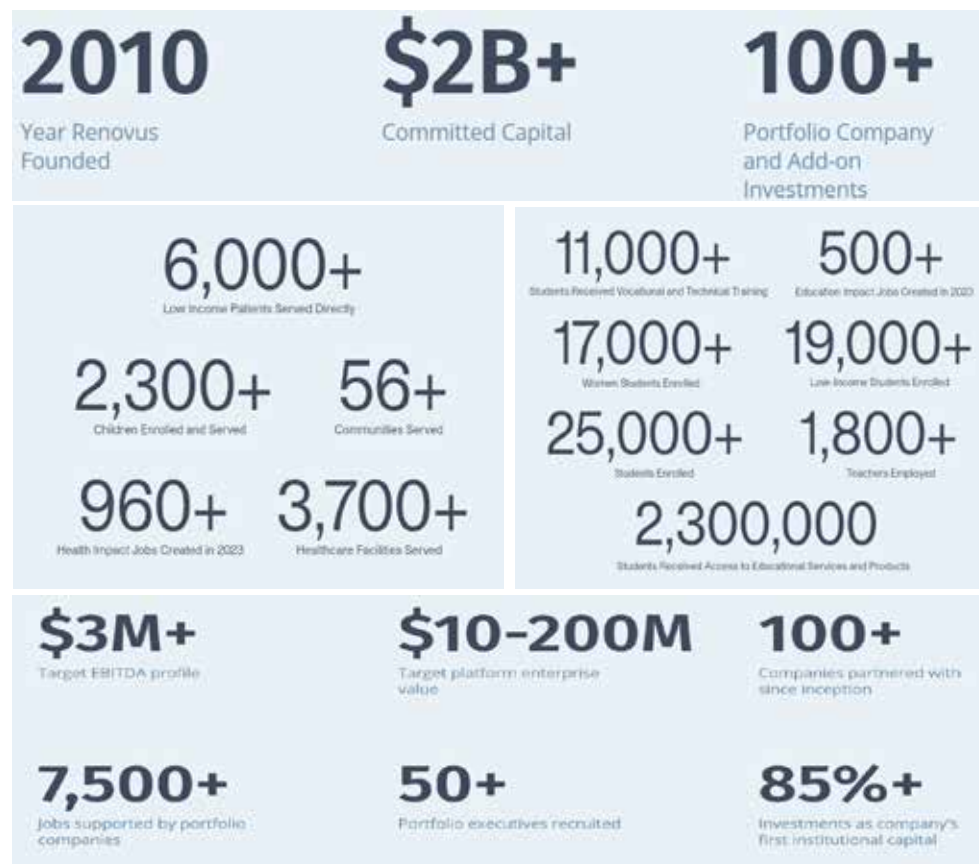 2010
$2B+
100+
Year Renovus
Founded
Committed Capital
Portfolio Company
and Add-on
Investments
6,000+
Low Income Patients Served Directly
2,300+
56+
Children Enrolled and Served
Communities Served
960+
3,700+
Health Impact Jobs Created in 2023
Healthcare Facilities Served
11,000+
500+
Students Received Vocational and Technical Training
Education Impact Jobs Created in 2023
17,000+
19,000+
Women Students Enrolled
Low-Income Students Enrolled
25,000+
1,800+
Students Enrolled
Teachers Employed
2,300,000
Students Received Access to Educational Services and Products
$3M+
$10-200M
100+
Target EBITDA profile
Target platform enterprise
value
Companies partnered with
since inception
7,500+
50+
85%+
Jobs supported by portfolio
companies
Portfolio executives recruited
Investments as company's
first institutional capital